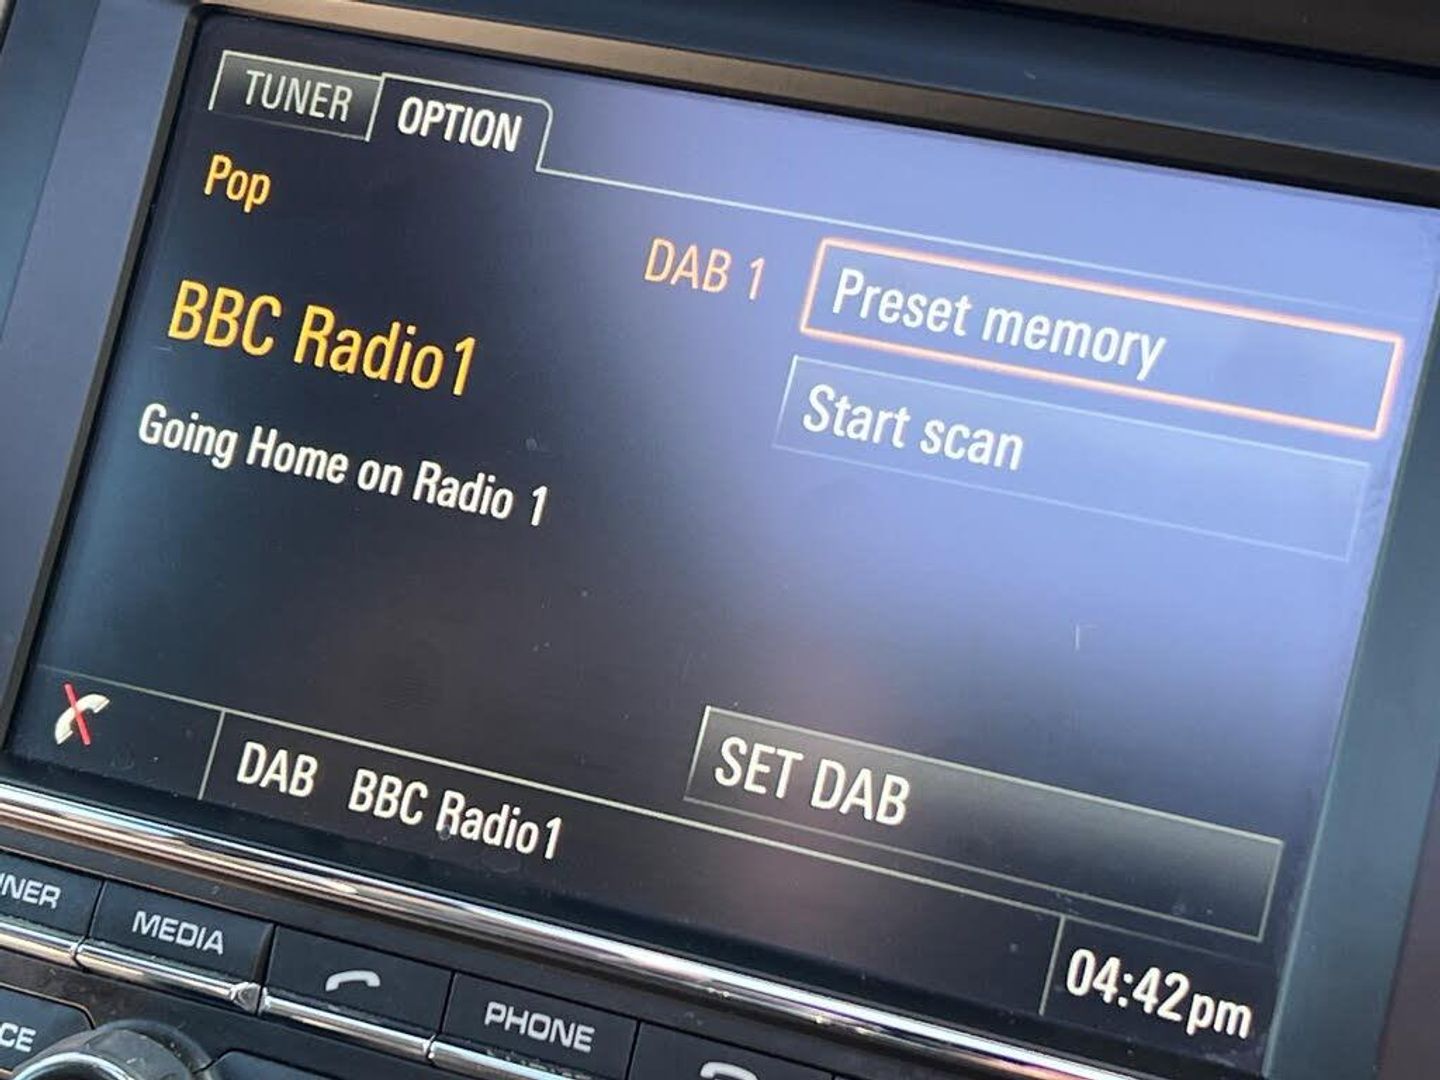 TUNER
OPTION
Pop
DAB 1
Preset memory
BBC Radio1
Start scan
Going Home on Radio 1
SET DAB
DAB BBC Radio1
04:42pm
MEDIA
PHONE